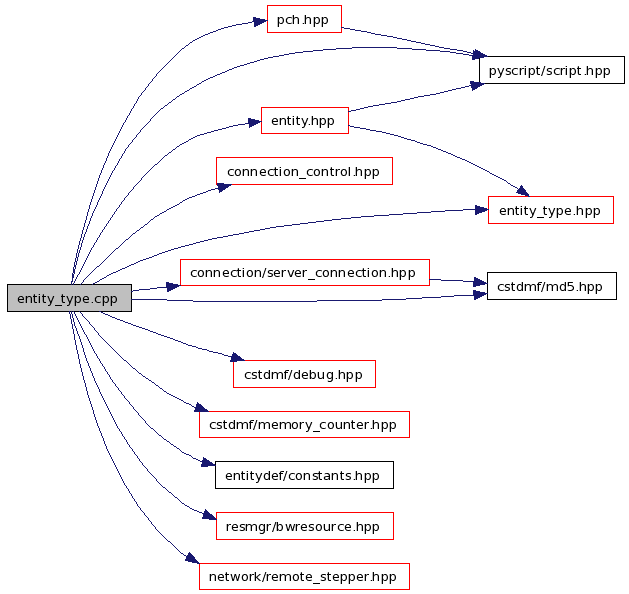 pch.hpp
pyscript/script.hpp
entity.hpp
connection_control.hpp
entity_type.hpp
connection/server_connection.hpp
cstdmf/md5.hpp
entity_type.cpp
cstdmf/debug.hpp
cstdmf/memory_counter.hpp
entitydef/constants.hpp
resmgr/bwresource.hpp
network/remote_stepper.hpp